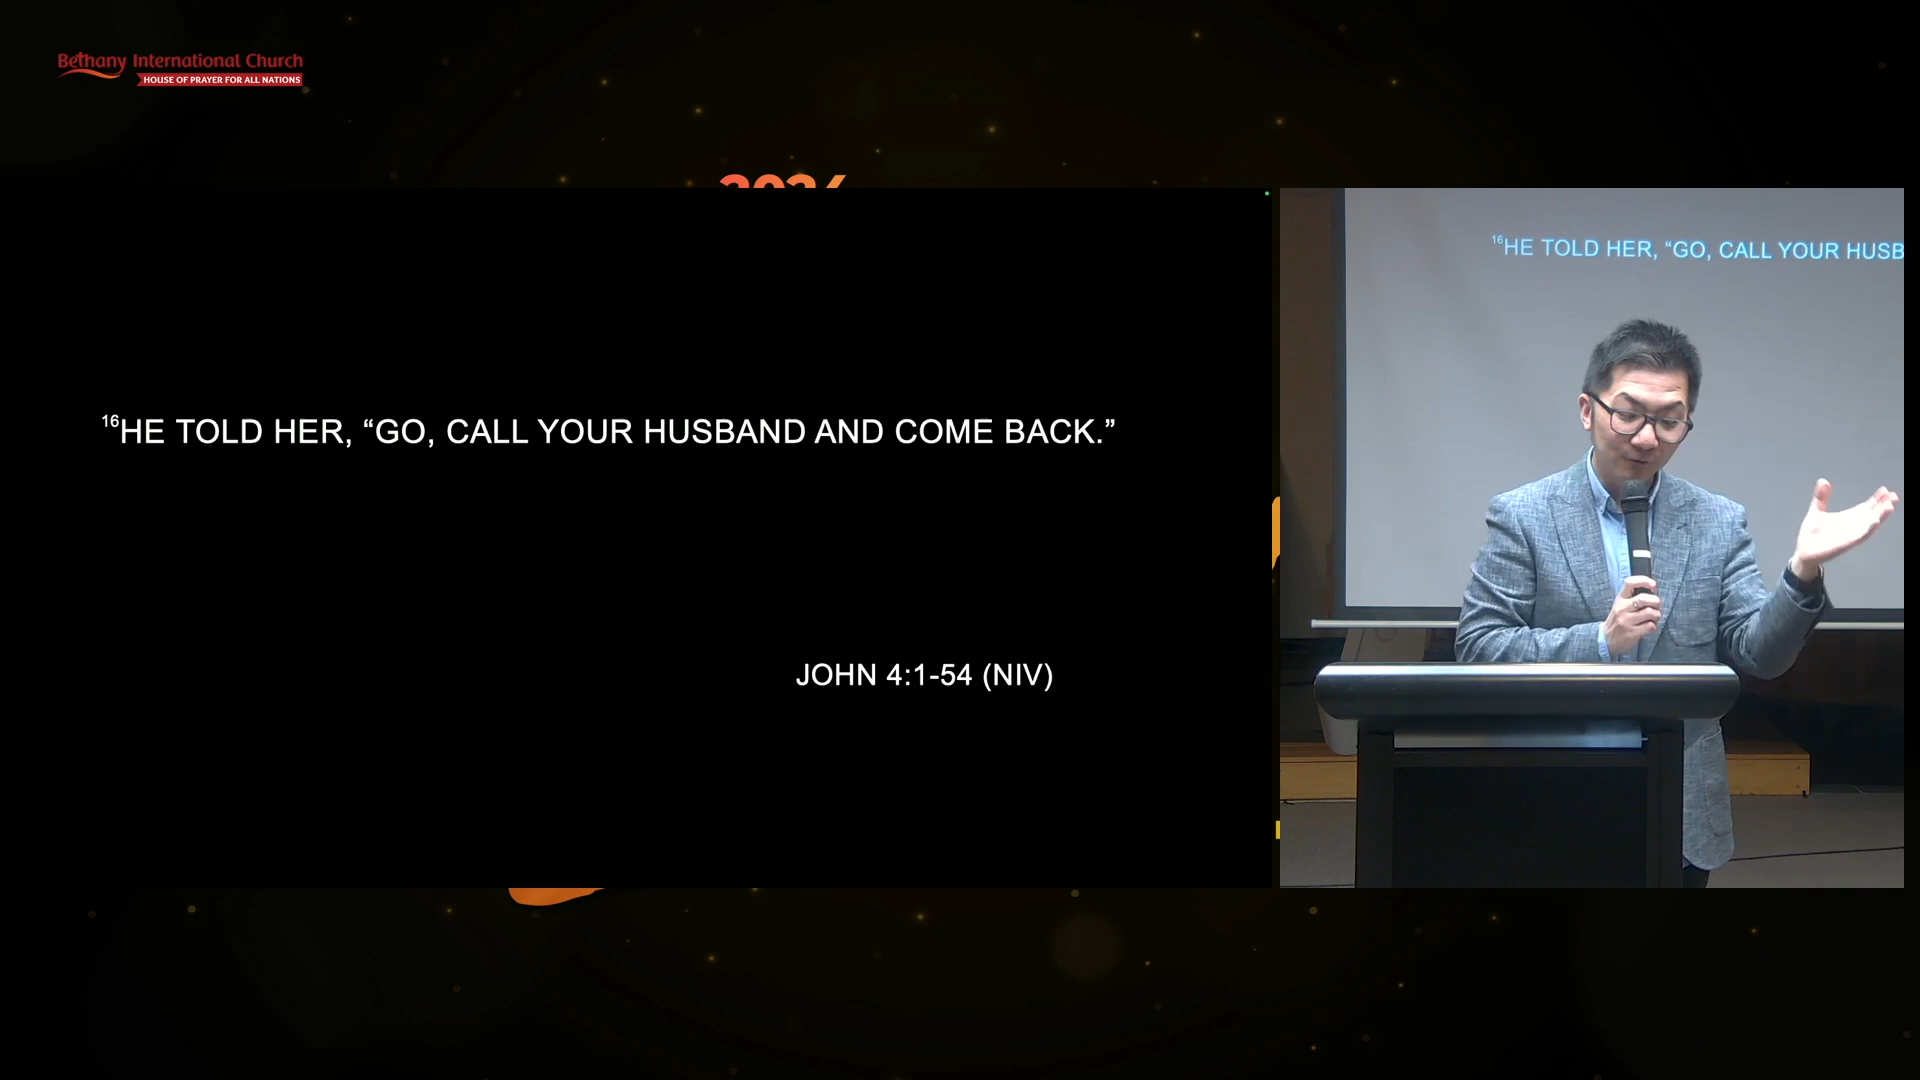 Bethany International Church
HOUSE OF PRAYER FOR ALL NATIONS
16HE TOLD HER, “GO, CALL YOUR HUSBAND AND COME BACK.”
JOHN 4:1-54 (NIV)
16HE TOLD HER, “GO, CALL YOUR HUSB